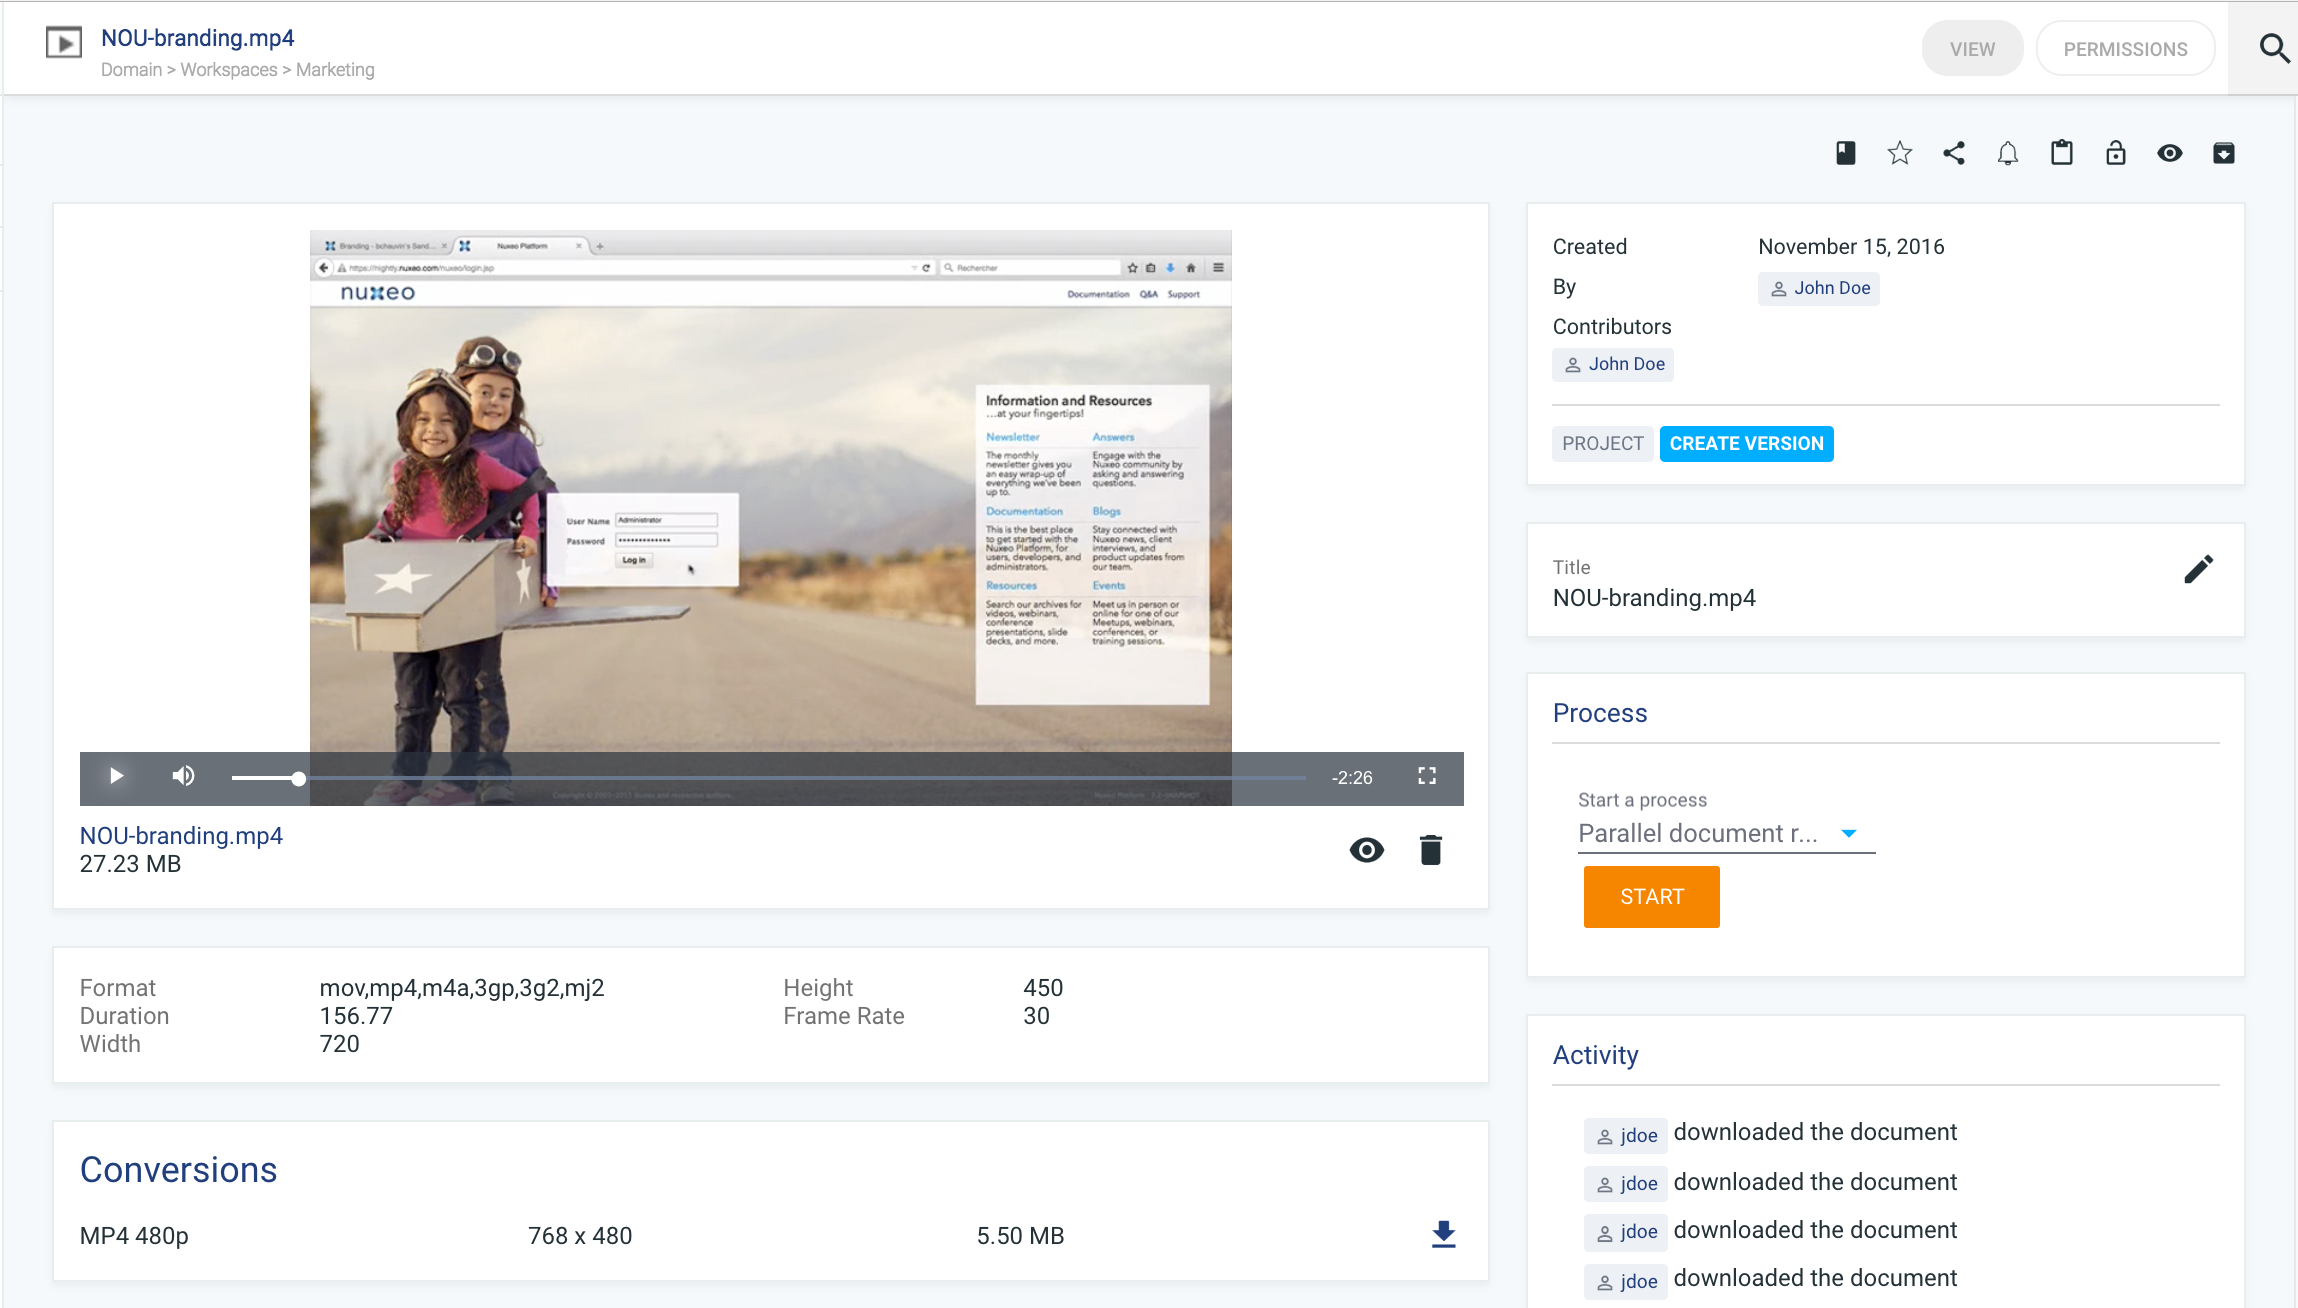 NOU-branding.mp4
Domain > Workspaces > Marketing
VIEW
PERMISSIONS
Branding - bchauvin's Sand...
Nuxeo Platform
https://nightly.nuxeo.com/nuxeo/login.jsp
Rechercher
nuxeo
Documentation Q&A Support
Information and Resources
...at your fingertips!
Newsletter
The monthly
newsletter gives you
an easy wrap-up of
everything we've been
up to.
Answers
Engage with the
Nuxeo community by
asking and answering
questions.
Documentation
This is the best place
to get started with the
Nuxeo Platform, for
users, developers, and
administrators.
Blogs
Stay connected with
Nuxeo news, client
interviews, and
product updates from
our team.
Resources
Search our archives for
videos, webinars,
conference
presentations, slide
decks, and more.
Events
Meet us in person or
online for one of our
Meetups, webinars,
conferences, or
training sessions.
User Name Administrator
Password •••••••••••••
Log in
-2:26
NOU-branding.mp4
27.23 MB
Format mov,mp4,m4a,3gp,3g2,mj2
Duration 156.77
Width 720
Height 450
Frame Rate 30
Conversions
MP4 480p 768 x 480 5.50 MB
Created November 15, 2016
By John Doe
Contributors
John Doe
PROJECT CREATE VERSION
Title
NOU-branding.mp4
Process
Start a process
Parallel document r...
START
Activity
jdoe downloaded the document
jdoe downloaded the document
jdoe downloaded the document
jdoe downloaded the document